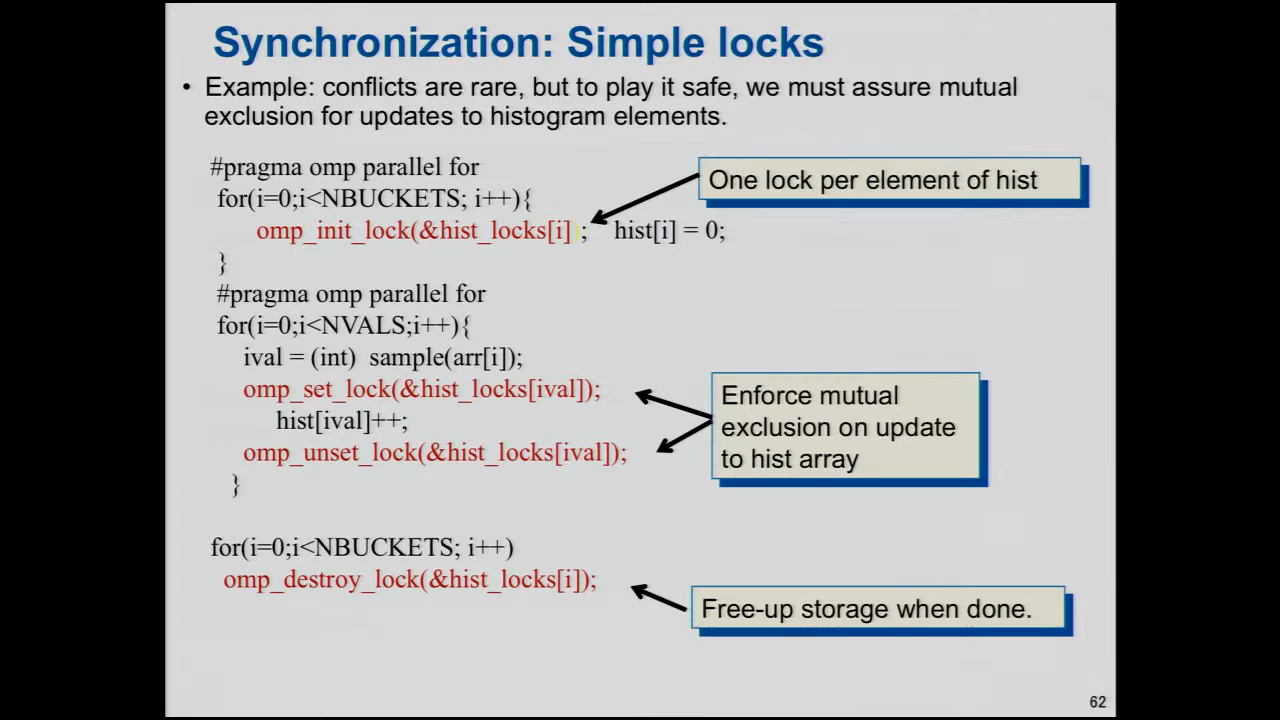 Synchronization: Simple locks
• Example: conflicts are rare, but to play it safe, we must assure mutual
exclusion for updates to histogram elements.
#pragma omp parallel for
for(i=0;i<NBUCKETS; i++){
omp_init_lock(&hist_locks[i]); hist[i] = 0;
}
One lock per element of hist
#pragma omp parallel for
for(i=0;i<NVALS;i++){
ival = (int) sample(arr[i]);
omp_set_lock(&hist_locks[ival]);
hist[ival]++;
omp_unset_lock(&hist_locks[ival]);
}
Enforce mutual
exclusion on update
to hist array
for(i=0;i<NBUCKETS; i++)
omp_destroy_lock(&hist_locks[i]);
Free-up storage when done.
62